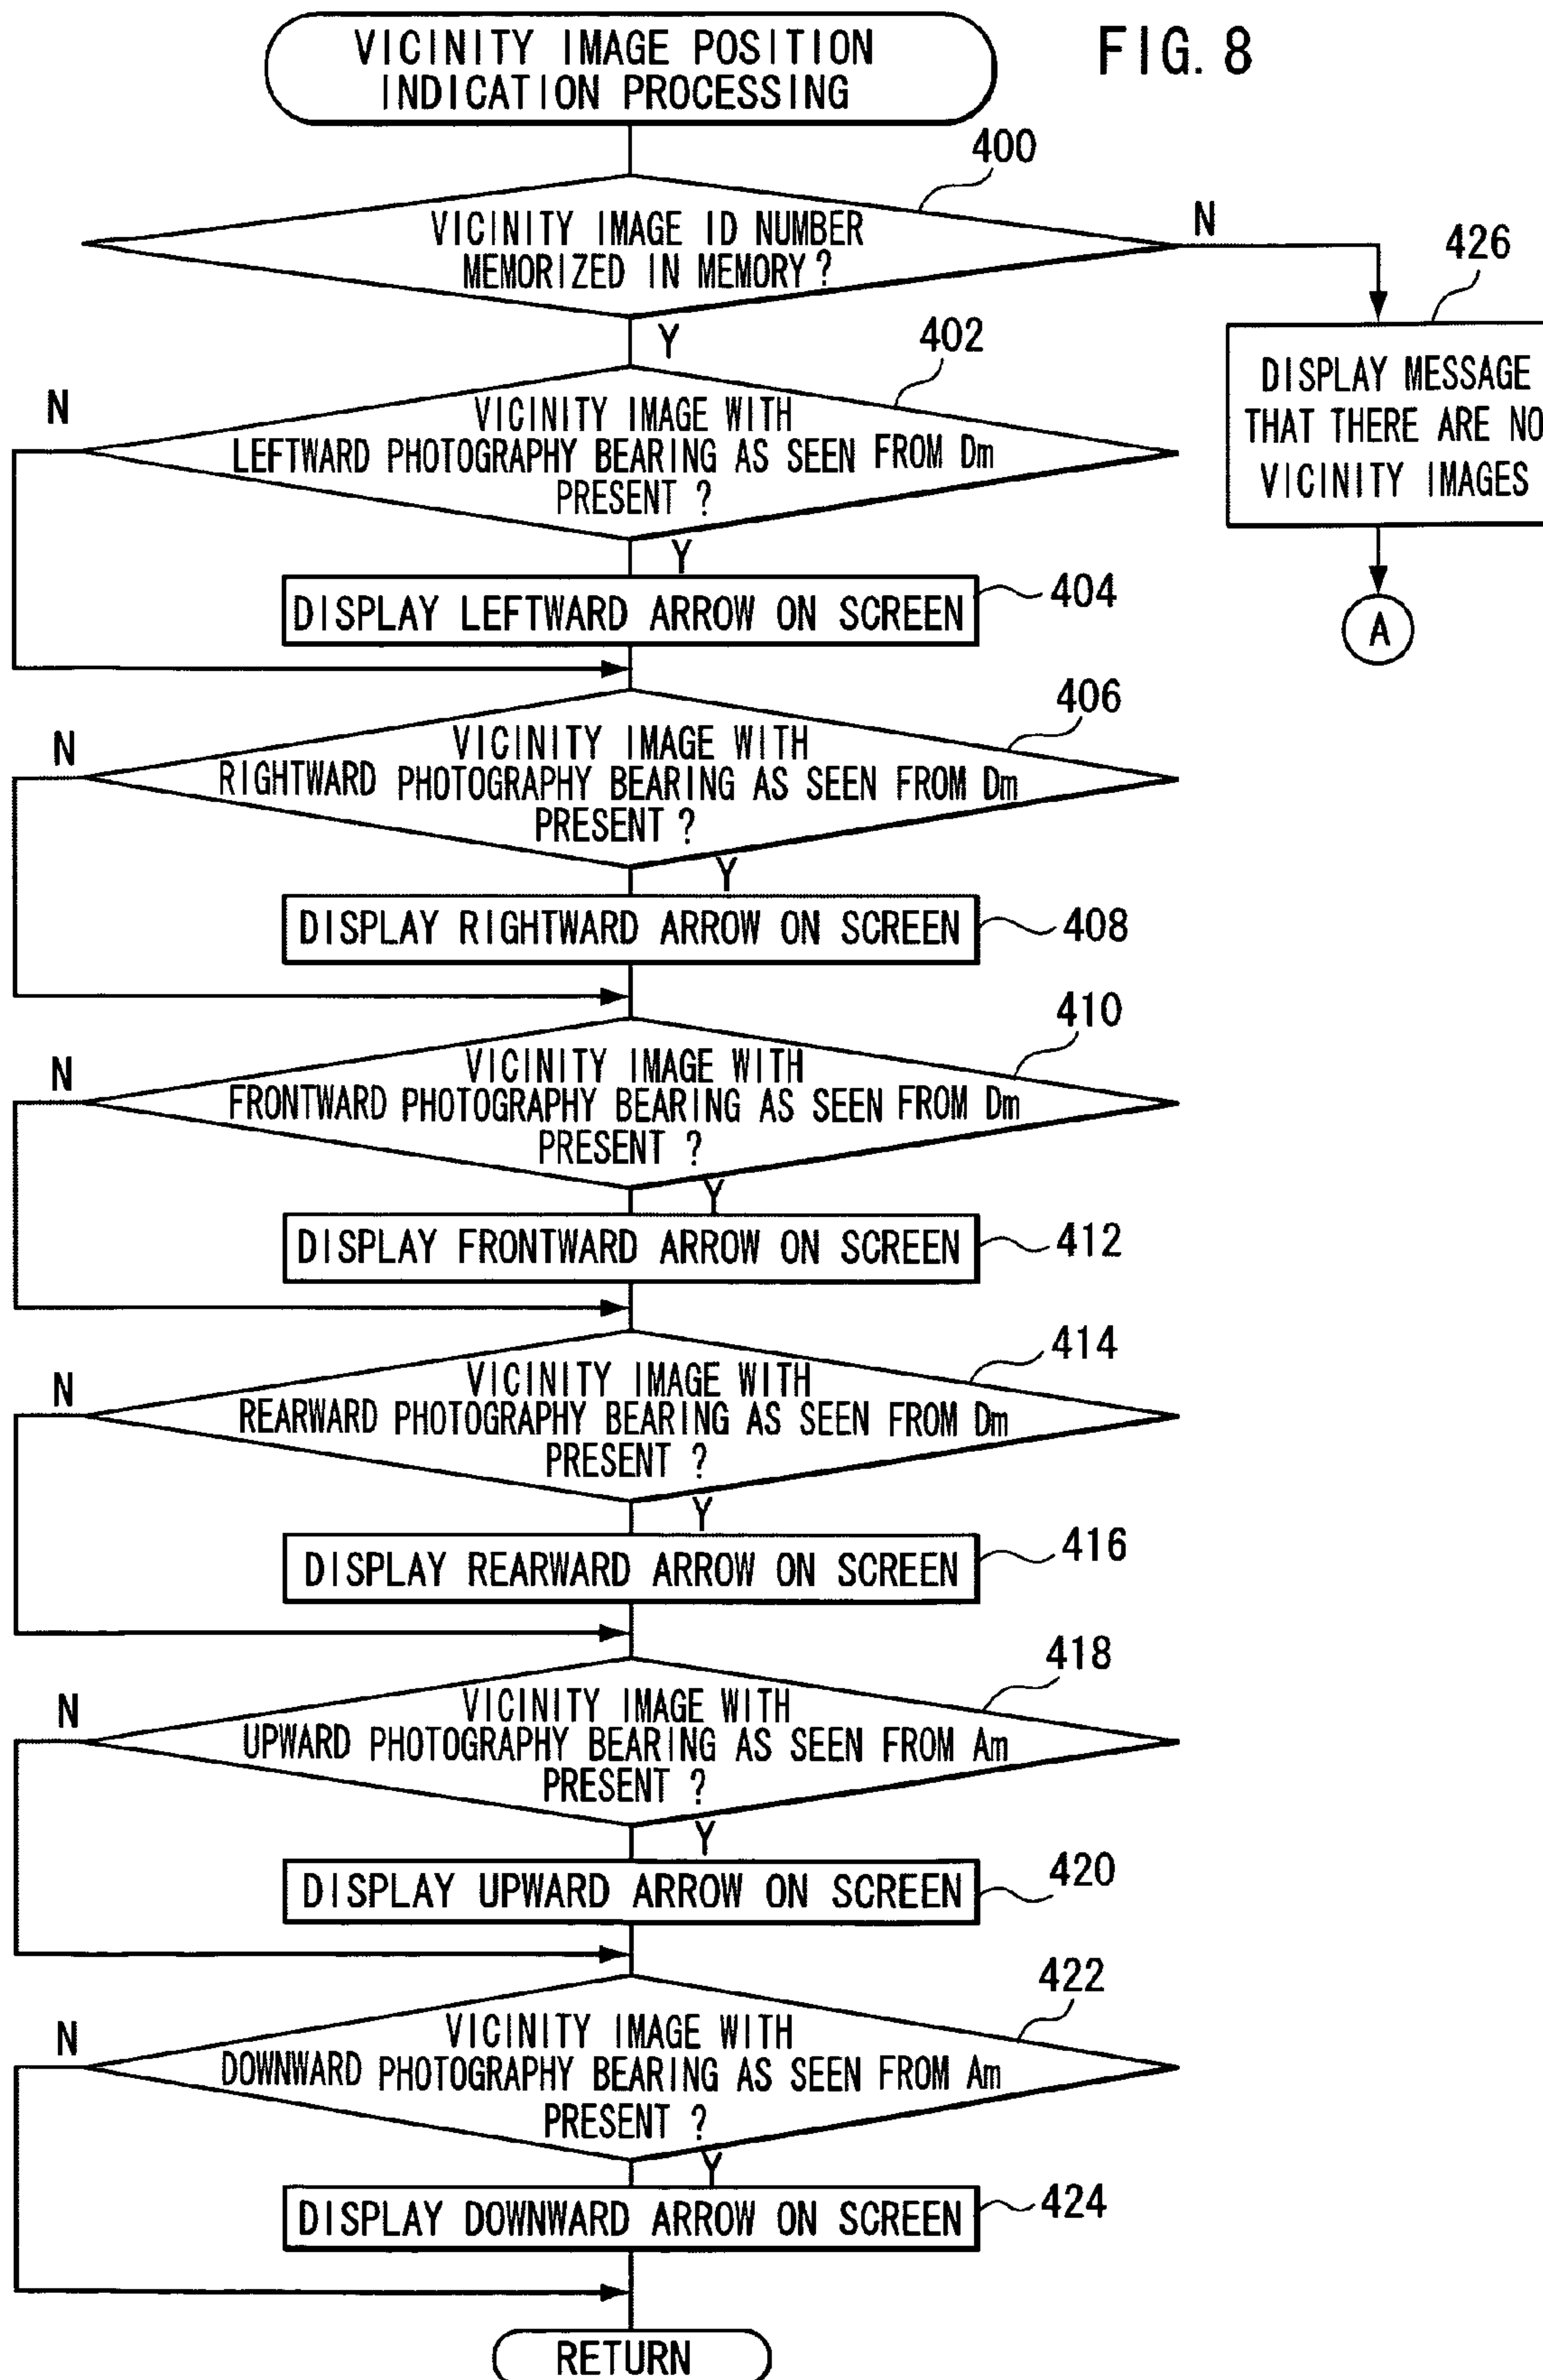 FIG. 8
VICINITY IMAGE POSITION
INDICATION PROCESSING
400
VICINITY IMAGE ID NUMBER
MEMORIZED IN MEMORY?
N
Y
426
DISPLAY MESSAGE
THAT THERE ARE NO
VICINITY IMAGES
A
402
VICINITY IMAGE WITH
LEFTWARD PHOTOGRAPHY BEARING AS SEEN FROM Dm
PRESENT ?
N
Y
DISPLAY LEFTWARD ARROW ON SCREEN
404
406
VICINITY IMAGE WITH
RIGHTWARD PHOTOGRAPHY BEARING AS SEEN FROM Dm
PRESENT ?
N
Y
DISPLAY RIGHTWARD ARROW ON SCREEN
408
410
VICINITY IMAGE WITH
FRONTWARD PHOTOGRAPHY BEARING AS SEEN FROM Dm
PRESENT ?
N
Y
DISPLAY FRONTWARD ARROW ON SCREEN
412
414
VICINITY IMAGE WITH
REARWARD PHOTOGRAPHY BEARING AS SEEN FROM Dm
PRESENT ?
N
Y
DISPLAY REARWARD ARROW ON SCREEN
416
418
VICINITY IMAGE WITH
UPWARD PHOTOGRAPHY BEARING AS SEEN FROM Am
PRESENT ?
N
Y
DISPLAY UPWARD ARROW ON SCREEN
420
422
VICINITY IMAGE WITH
DOWNWARD PHOTOGRAPHY BEARING AS SEEN FROM Am
PRESENT ?
N
Y
DISPLAY DOWNWARD ARROW ON SCREEN
424
RETURN